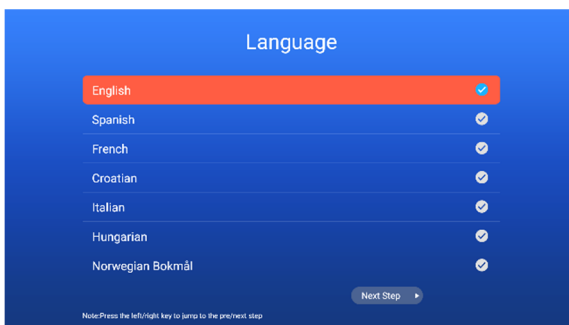 Language
English
Spanish
French
Croatian
Italian
Hungarian
Norwegian Bokmål
Next Step
Note:Press the left/right key to jump to the pre/next step